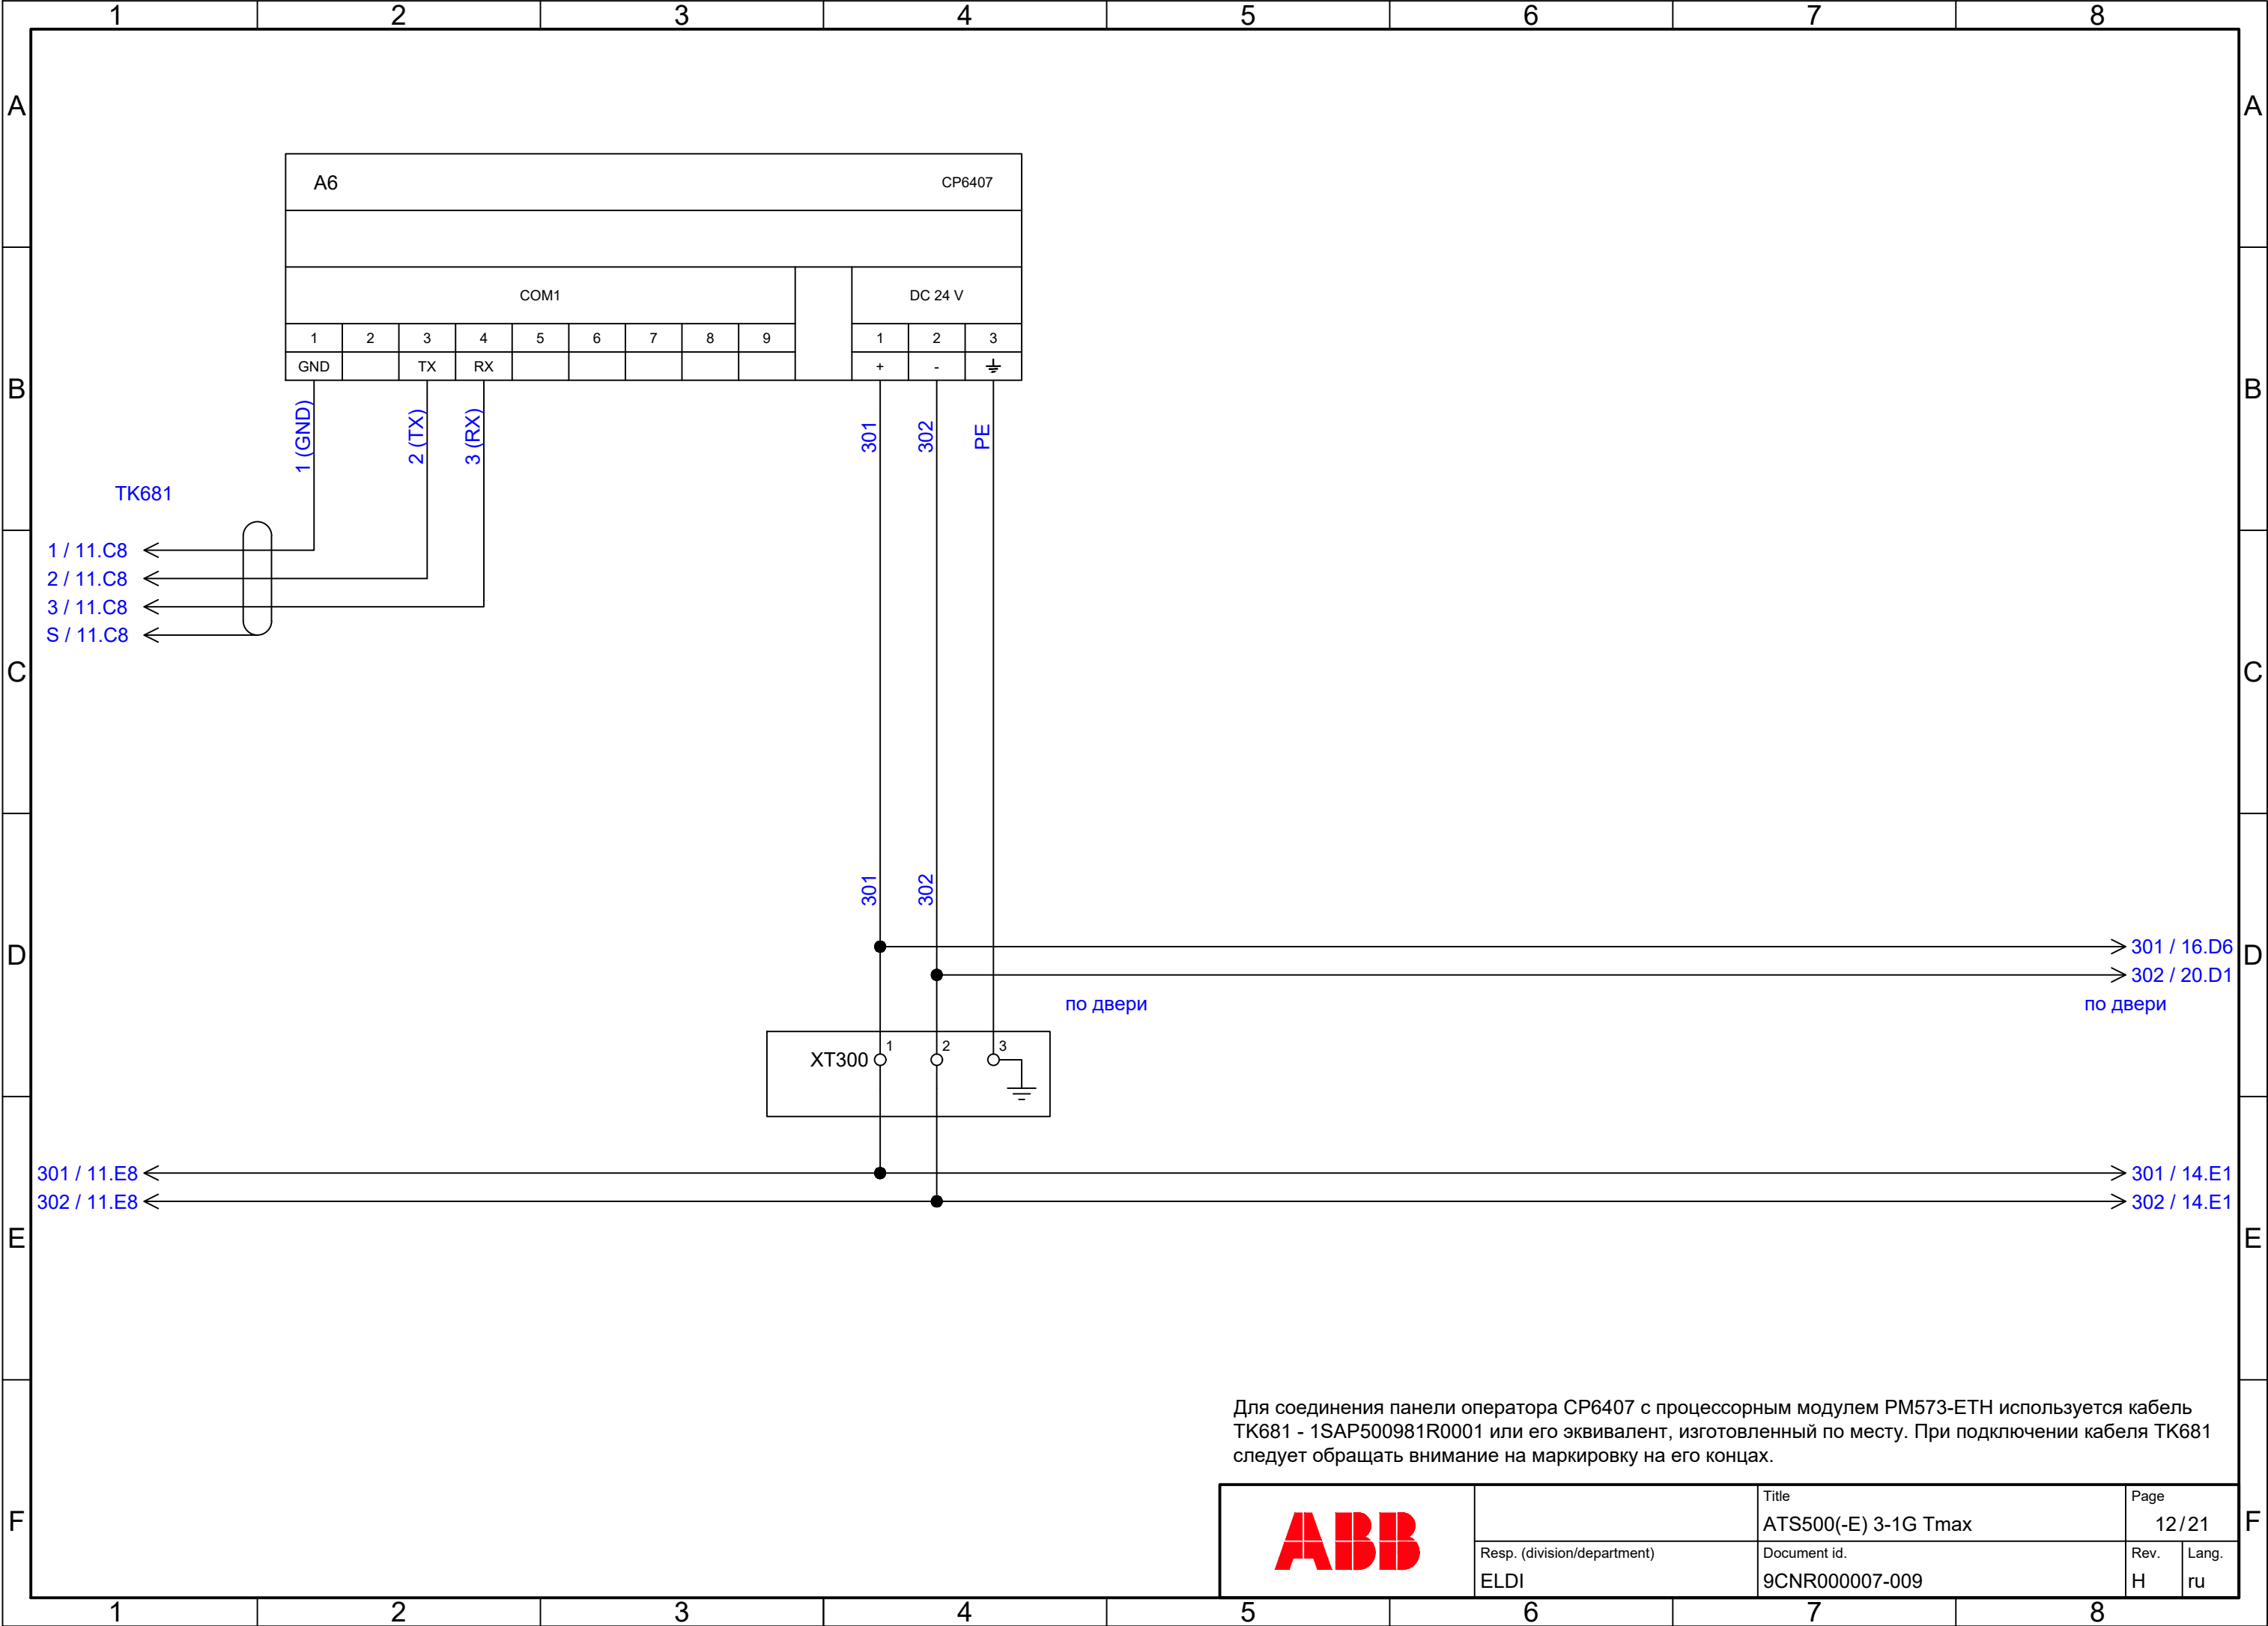 1 2 3 4 5 6 7 8
A A
A6 CP6407
COM1 DC 24 V
1 2 3 4 5 6 7 8 9 1 2 3
GND TX RX + -
B B
1 (GND) 2 (TX) 3 (RX) 301 302 PE
TK681
1 / 11.C8
2 / 11.C8
3 / 11.C8
S / 11.C8
C C
301 302
D D
301 / 16.D6
302 / 20.D1
по двери по двери
XT300 1 2 3
301 / 11.E8 301 / 14.E1
302 / 11.E8 302 / 14.E1
E E
Для соединения панели оператора CP6407 с процессорным модулем PM573-ETH используется кабель
TK681 - 1SAP500981R0001 или его эквивалент, изготовленный по месту. При подключении кабеля TK681
следует обращать внимание на маркировку на его концах.
F F
ABB
Title
ATS500(-E) 3-1G Tmax
Page
12/21
Resp. (division/department)
ELDI
Document id.
9CNR000007-009
Rev.
H
Lang.
ru
1 2 3 4 5 6 7 8